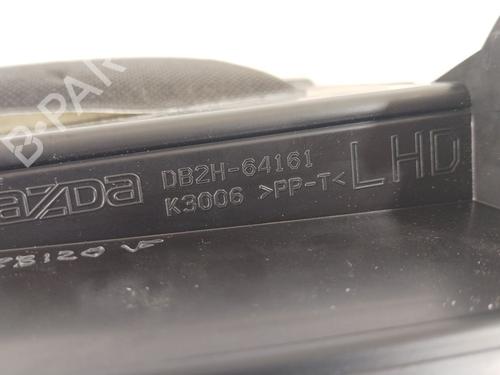 B-PARTS
mazda DB2H-64161 LHD
K3006 >PP-T<